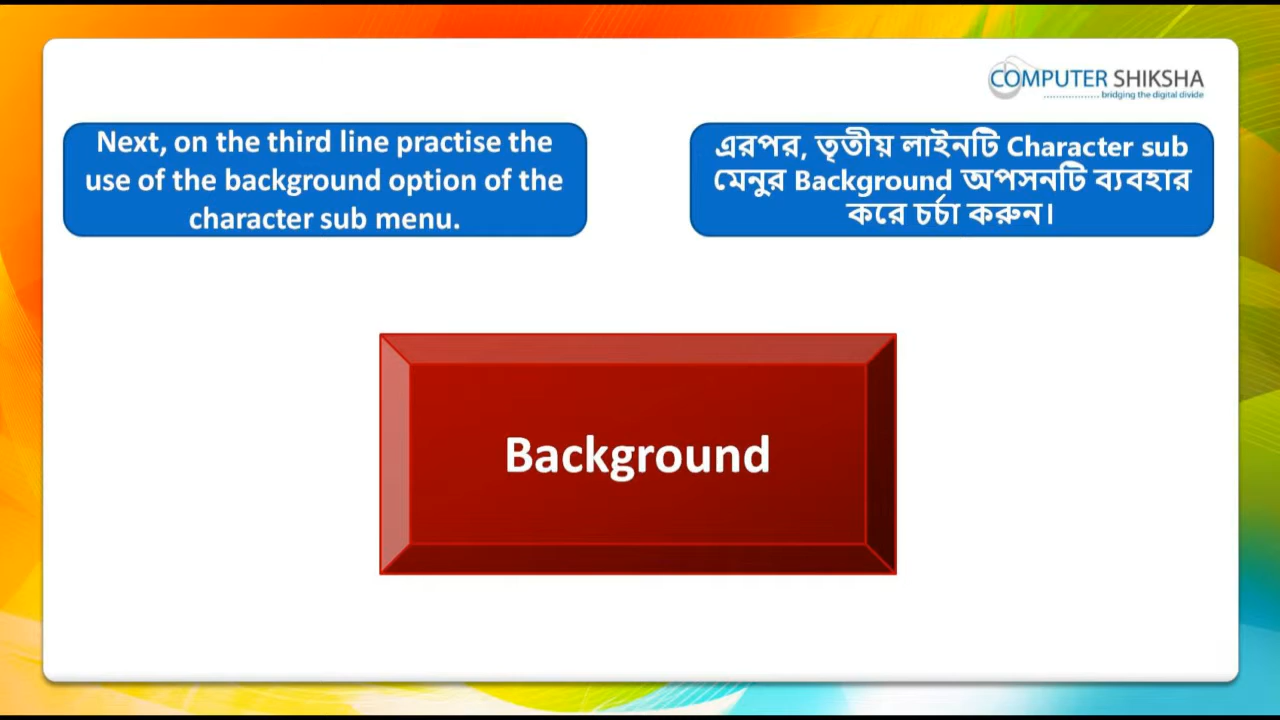 COMPUTER SHIKSHA
bridging the digital divide
Next, on the third line practise the
use of the background option of the
character sub menu.
এরপর, তৃতীয় লাইনটি Character sub
মেনুর Background অপসনটি ব্যবহার
করে চর্চা করুন।
Background